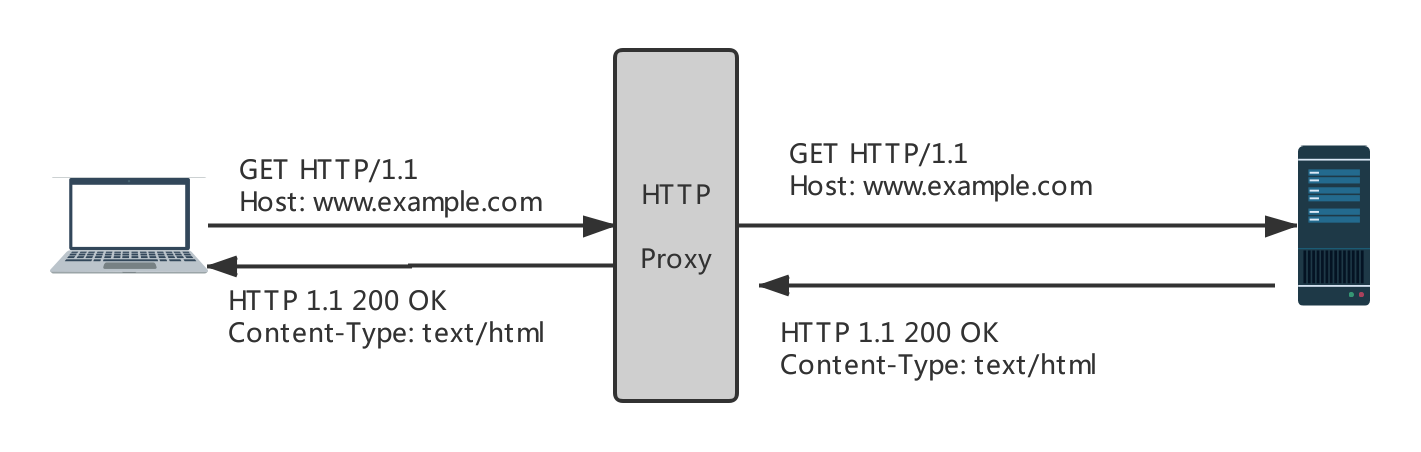 GET HTTP/1.1
Host: www.example.com
HTTP 1.1 200 OK
Content-Type: text/html
HTTP
Proxy
GET HTTP/1.1
Host: www.example.com
HTTP 1.1 200 OK
Content-Type: text/html